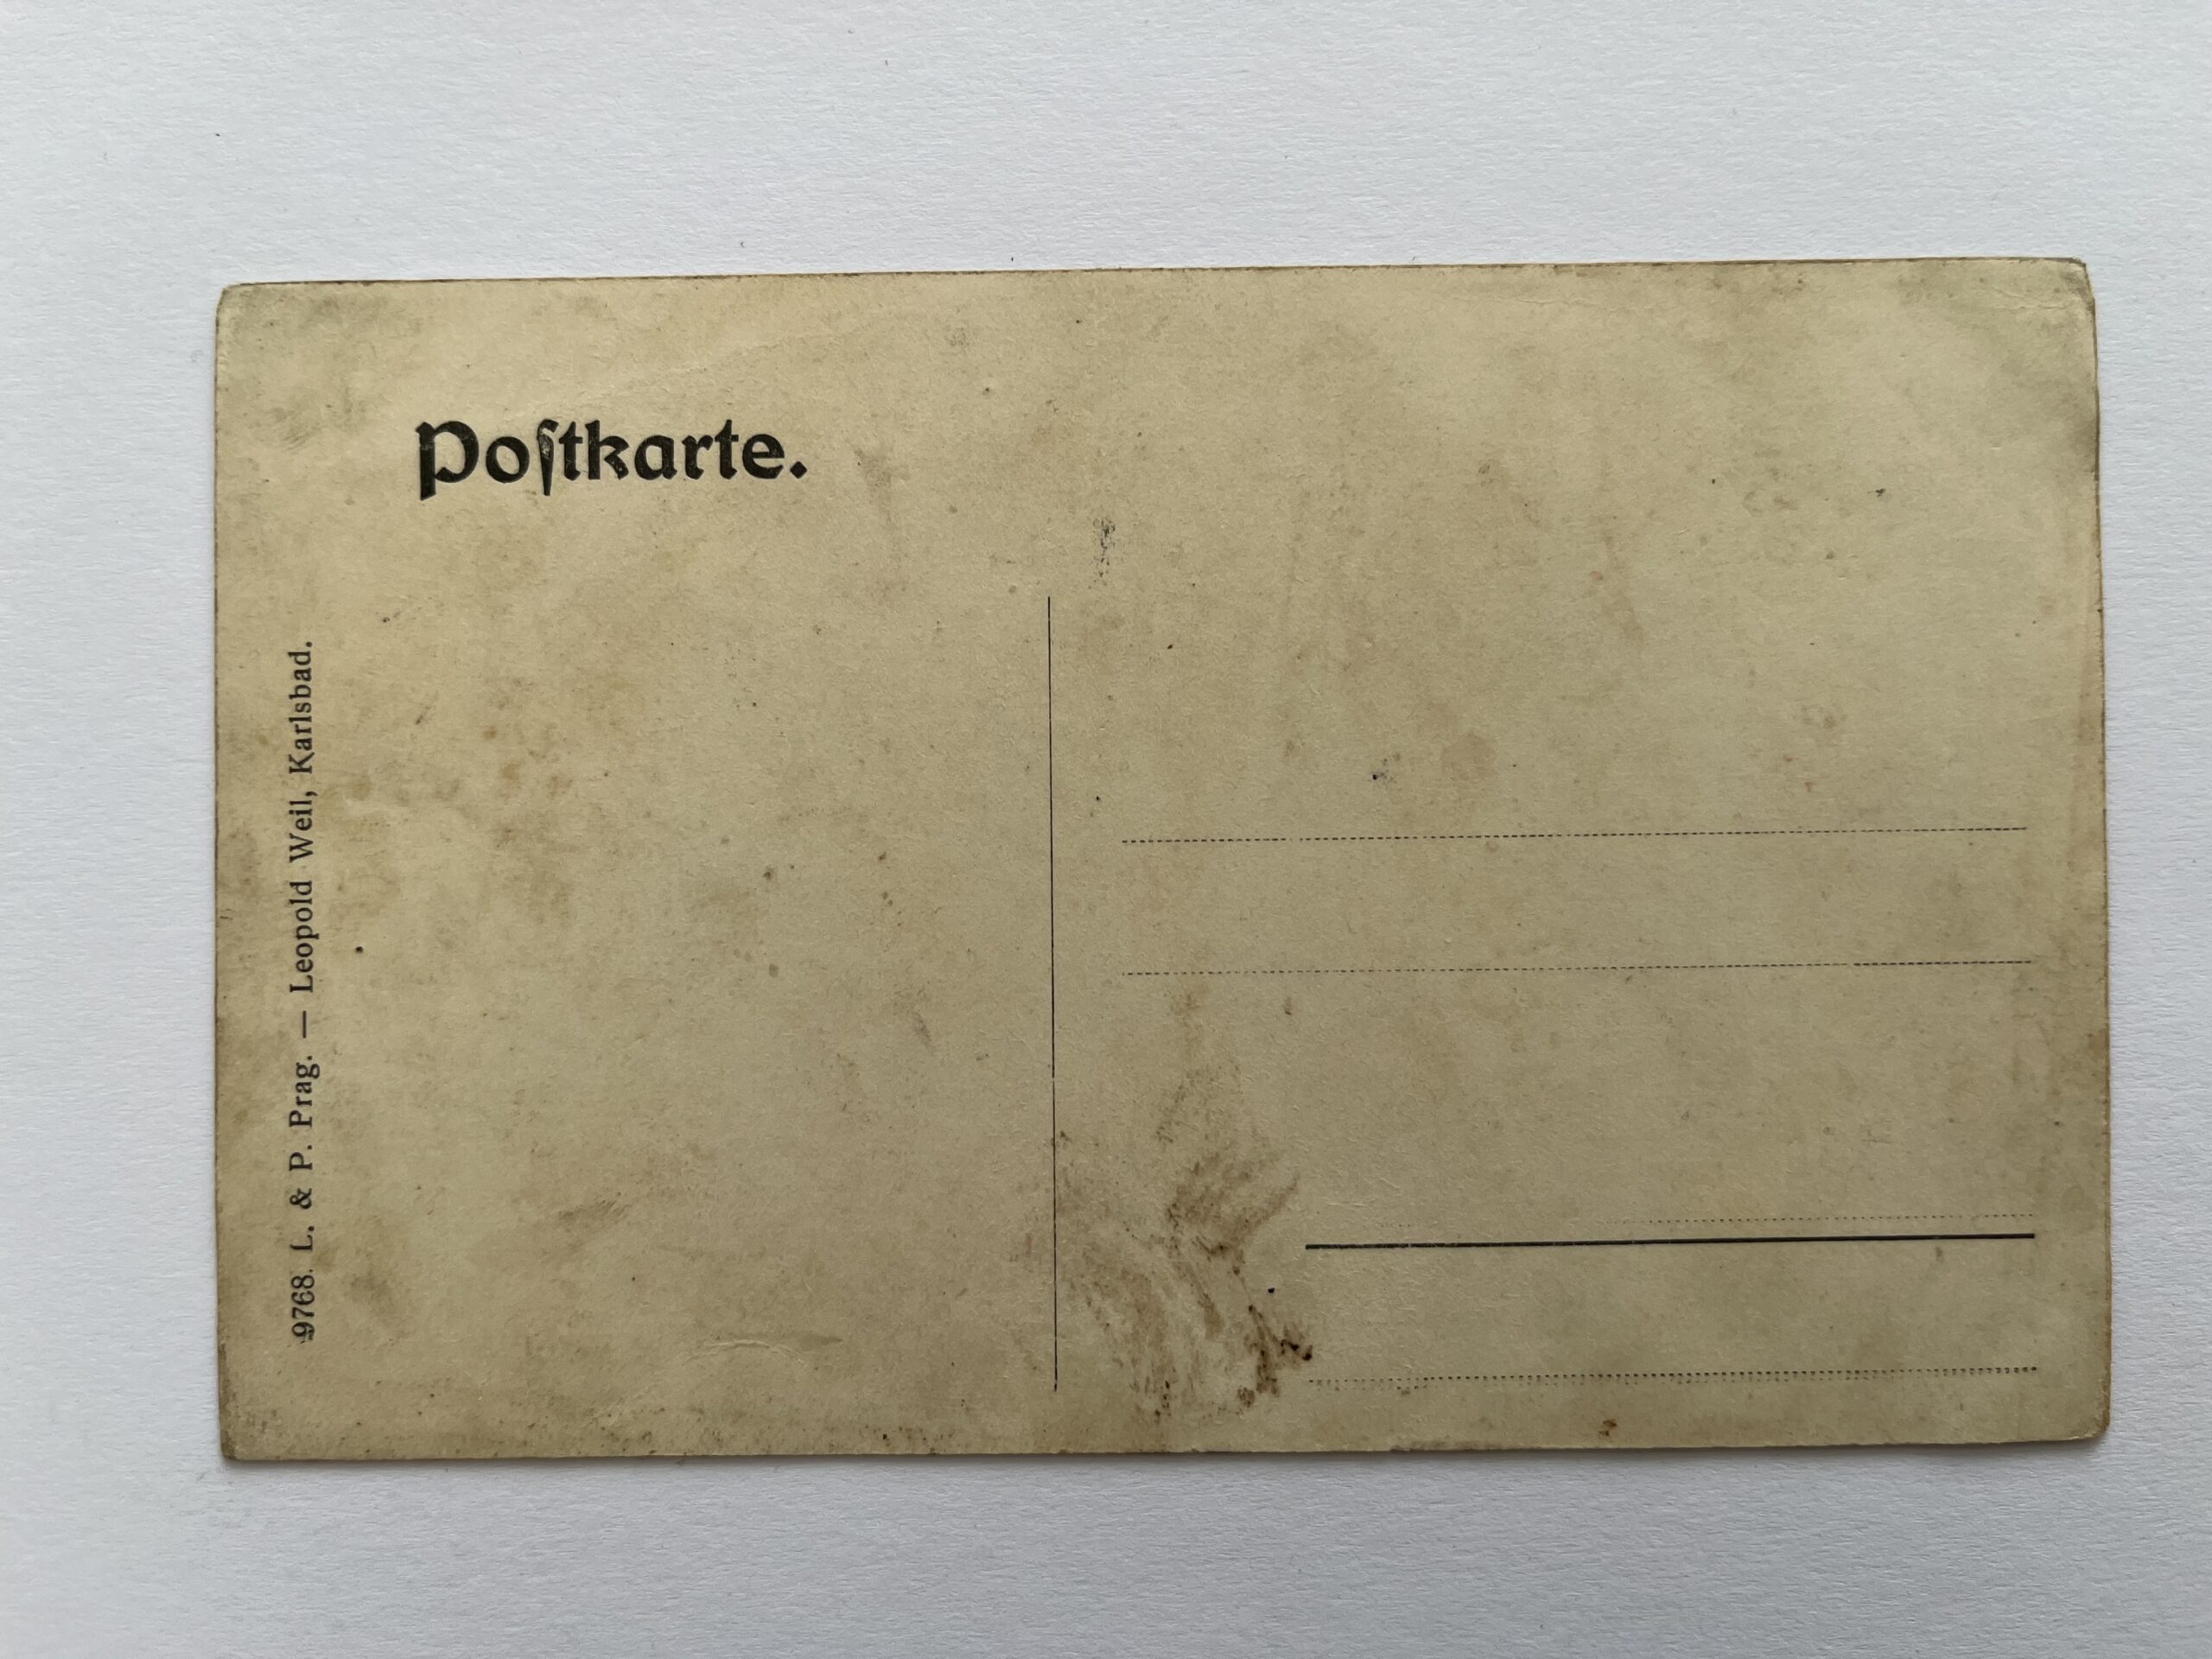 Poſtkarte.
9768. L. & P. Prag. — Leopold Weil, Karlsbad.